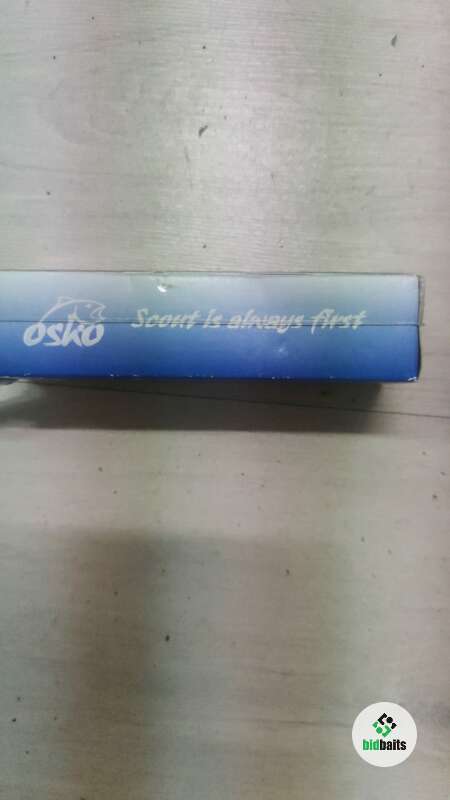 OSKO
Scout is always first
bidbaits